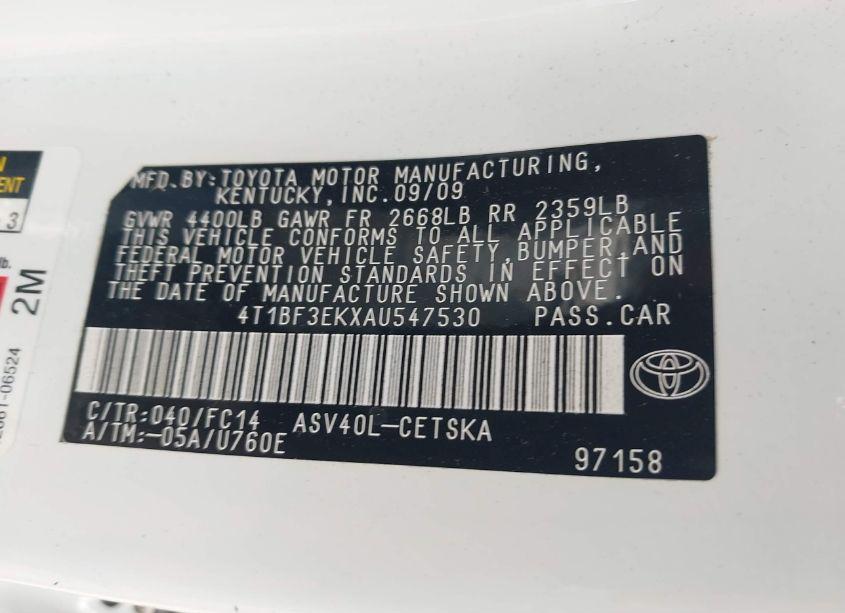 MFD.BY:TOYOTA MOTOR MANUFACTURING,
KENTUCKY,INC.09/09
GVWR 4400LB GAWR FR 2668LB RR 2359LB
THIS VEHICLE CONFORMS TO ALL APPLICABLE
FEDERAL MOTOR VEHICLE SAFETY,BUMPER,AND
THEFT PREVENTION STANDARDS IN EFFECT ON
THE DATE OF MANUFACTURE SHOWN ABOVE.
4T1BF3EKXAU547530 PASS.CAR
C/TR:040/FC14 ASV40L-CETSKA
A/TM:-05A/U760E
97158
3
lb.
2M